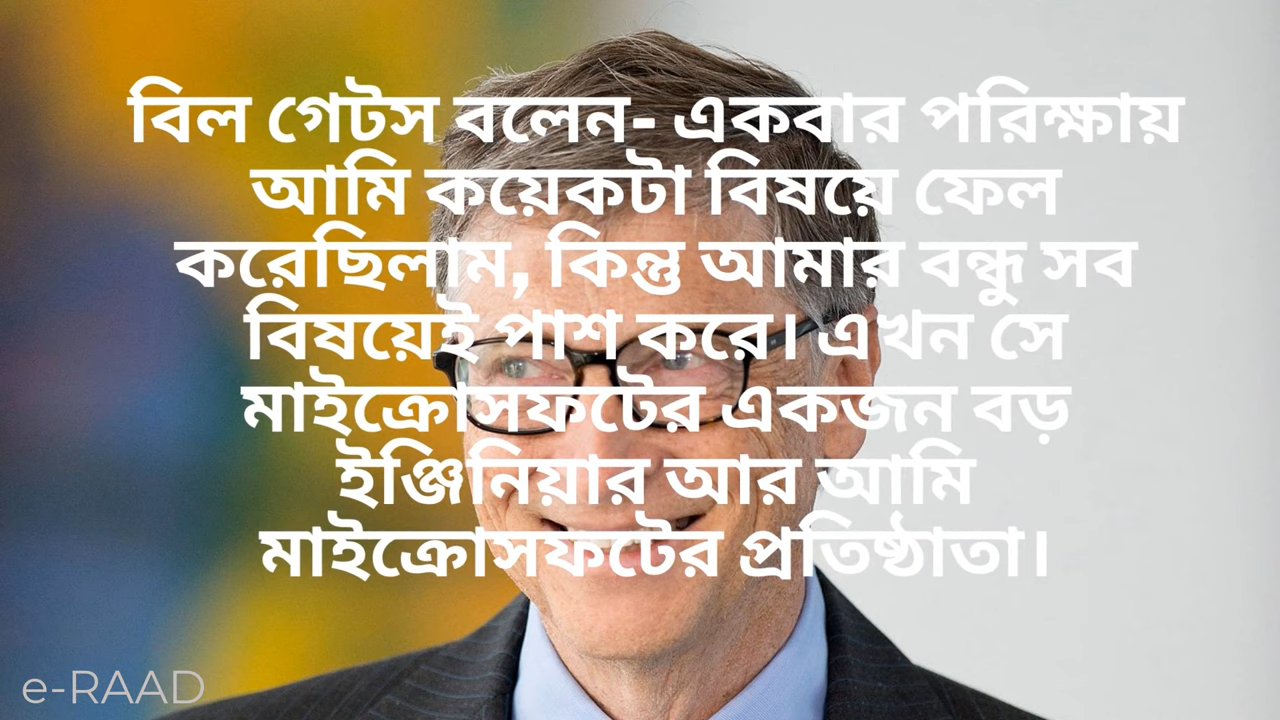 বিল গেটস বলেন- একবার পরিক্ষায়
আমি কয়েকটা বিষয়ে ফেল
করেছিলাম, কিন্তু আমার বন্ধু সব
বিষয়েই পাশ করে। এখন সে
মাইক্রোসফটের একজন বড়
ইঞ্জিনিয়ার আর আমি
মাইক্রোসফটের প্রতিষ্ঠাতা।
e-RAAD